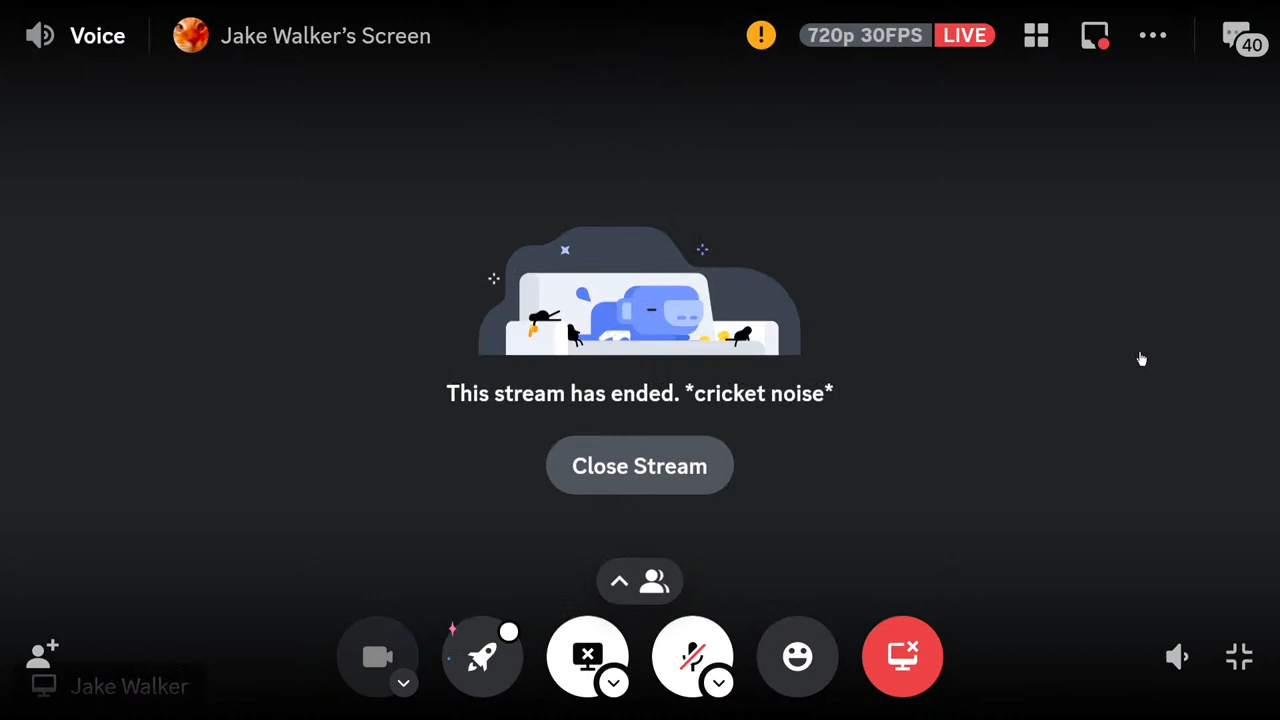 Voice
Jake Walker’s Screen
!
720p 30FPS LIVE
40
This stream has ended. *cricket noise*
Close Stream
Jake Walker